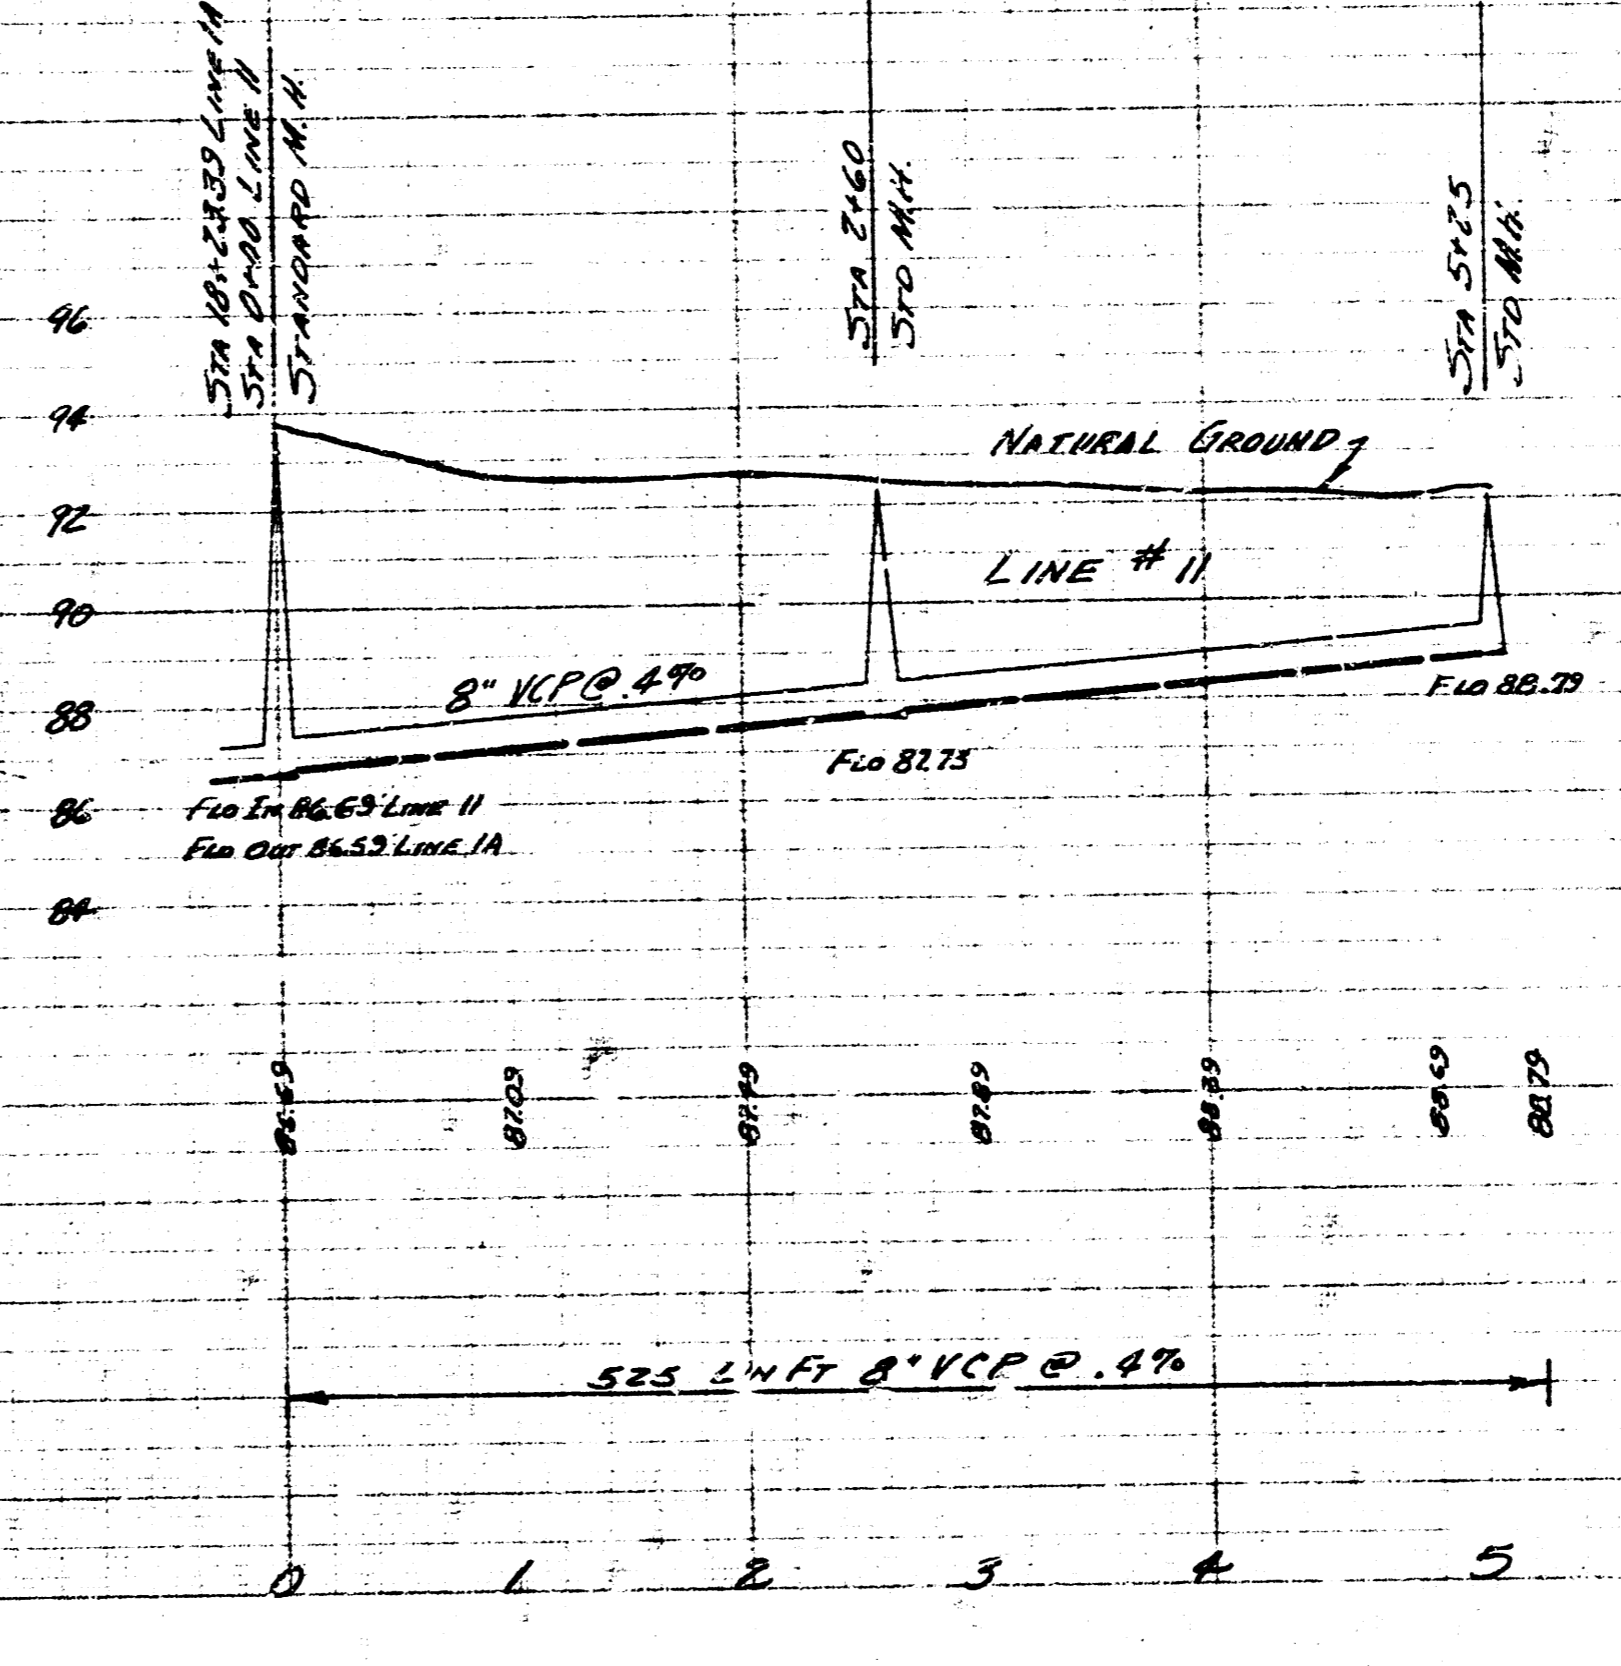 STA 18+27.39 LINE 1A
STA 0+00 LINE 11
STANDARD M.H.
STA 2+60
STD M.H.
STA 5+25
STD M.H.
96
94
NATURAL GROUND
92
LINE # 11
90
8" VCP @ .4%
88
FLO 88.79
FLO 87.73
86
FLO IN 86.69 LINE 11
FLO OUT 86.59 LINE 1A
84
86.69
87.09
87.49
87.89
88.39
88.69
88.79
525 LIN FT 8" VCP @ .4%
0 1 2 3 4 5